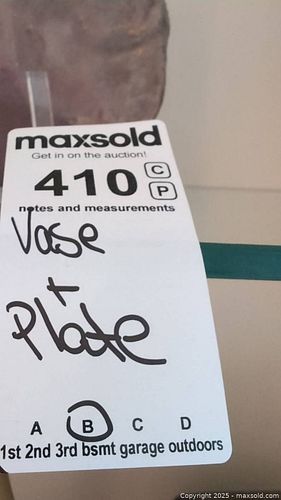 maxsold
Get in on the auction!
410 C
P
notes and measurements
Vase
+
Plate
A B C D
1st 2nd 3rd bsmt garage outdoors
Copyright 2025 - maxsold.com